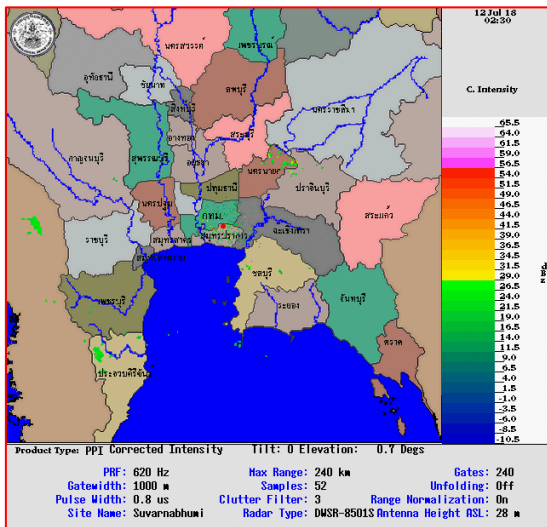 12Jul18
02:30
C. Intensity
65.5
64.0
61.5
59.0
56.5
54.0
51.5
49.0
46.5
44.0
41.5
39.0
36.5
34.0
31.5
29.0
26.5
24.0
21.5
19.0
16.5
14.0
11.5
9.0
6.5
4.0
1.5
-1.0
-3.5
-6.0
-8.5
-10.5
นครสวรรค์
เพชรบูรณ์
อุทัยธานี
ชัยนาท
ลพบุรี
สิงห์บุรี
นครราชสีมา
อ่างทอง
สระบุรี
กาญจนบุรี
สุพรรณบุรี
อยุธยา
นครนายก
ปราจีนบุรี
ปทุมธานี
นครปฐม
สระแก้ว
กทม.
ราชบุรี
สมุทรสาคร
สมุทรปราการ
ฉะเชิงเทรา
ชลบุรี
เพชรบุรี
ระยอง
จันทบุรี
ตราด
ประจวบคีรีขันธ์
Product Type: PPI Corrected Intensity Tilt: 0 Elevation: 0.7 Degs
PRF: 620 Hz Max Range: 240 km Gates: 240
Gatewidth: 1000 m Samples: 52 Unfolding: Off
Pulse Width: 0.8 us Clutter Filter: 3 Range Normalization: On
Site Name: Suvarnabhumi Radar Type: DWSR-8501S Antenna Height ASL: 28 m